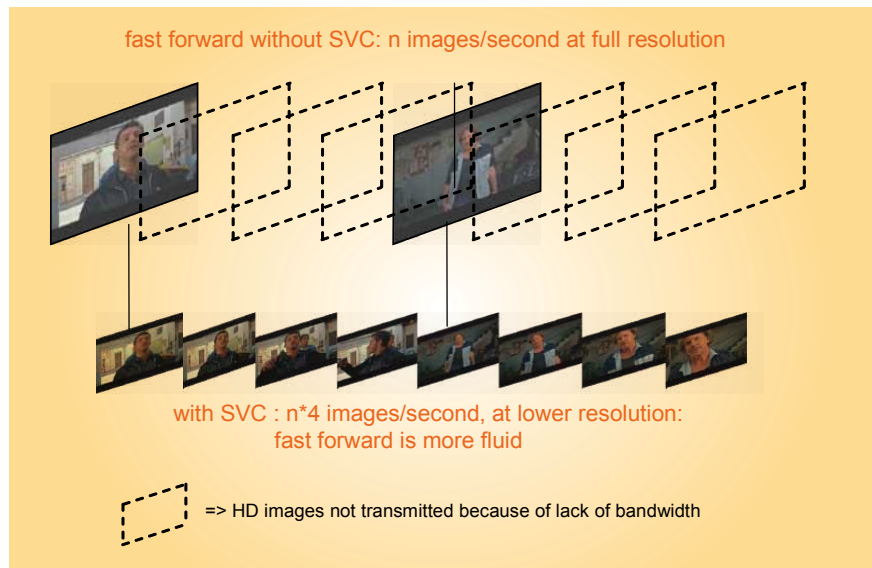 fast forward without SVC: n images/second at full resolution
with SVC : n*4 images/second, at lower resolution:
fast forward is more fluid
=> HD images not transmitted because of lack of bandwidth